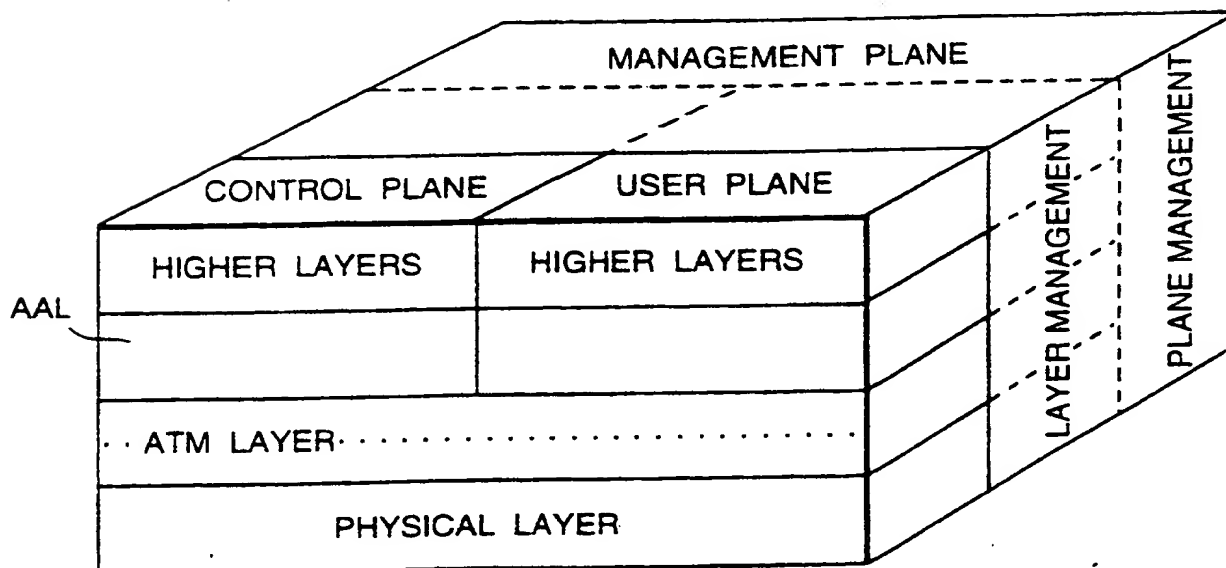 MANAGEMENT PLANE
CONTROL PLANE
USER PLANE
HIGHER LAYERS
HIGHER LAYERS
AAL
ATM LAYER
PHYSICAL LAYER
LAYER MANAGEMENT
PLANE MANAGEMENT